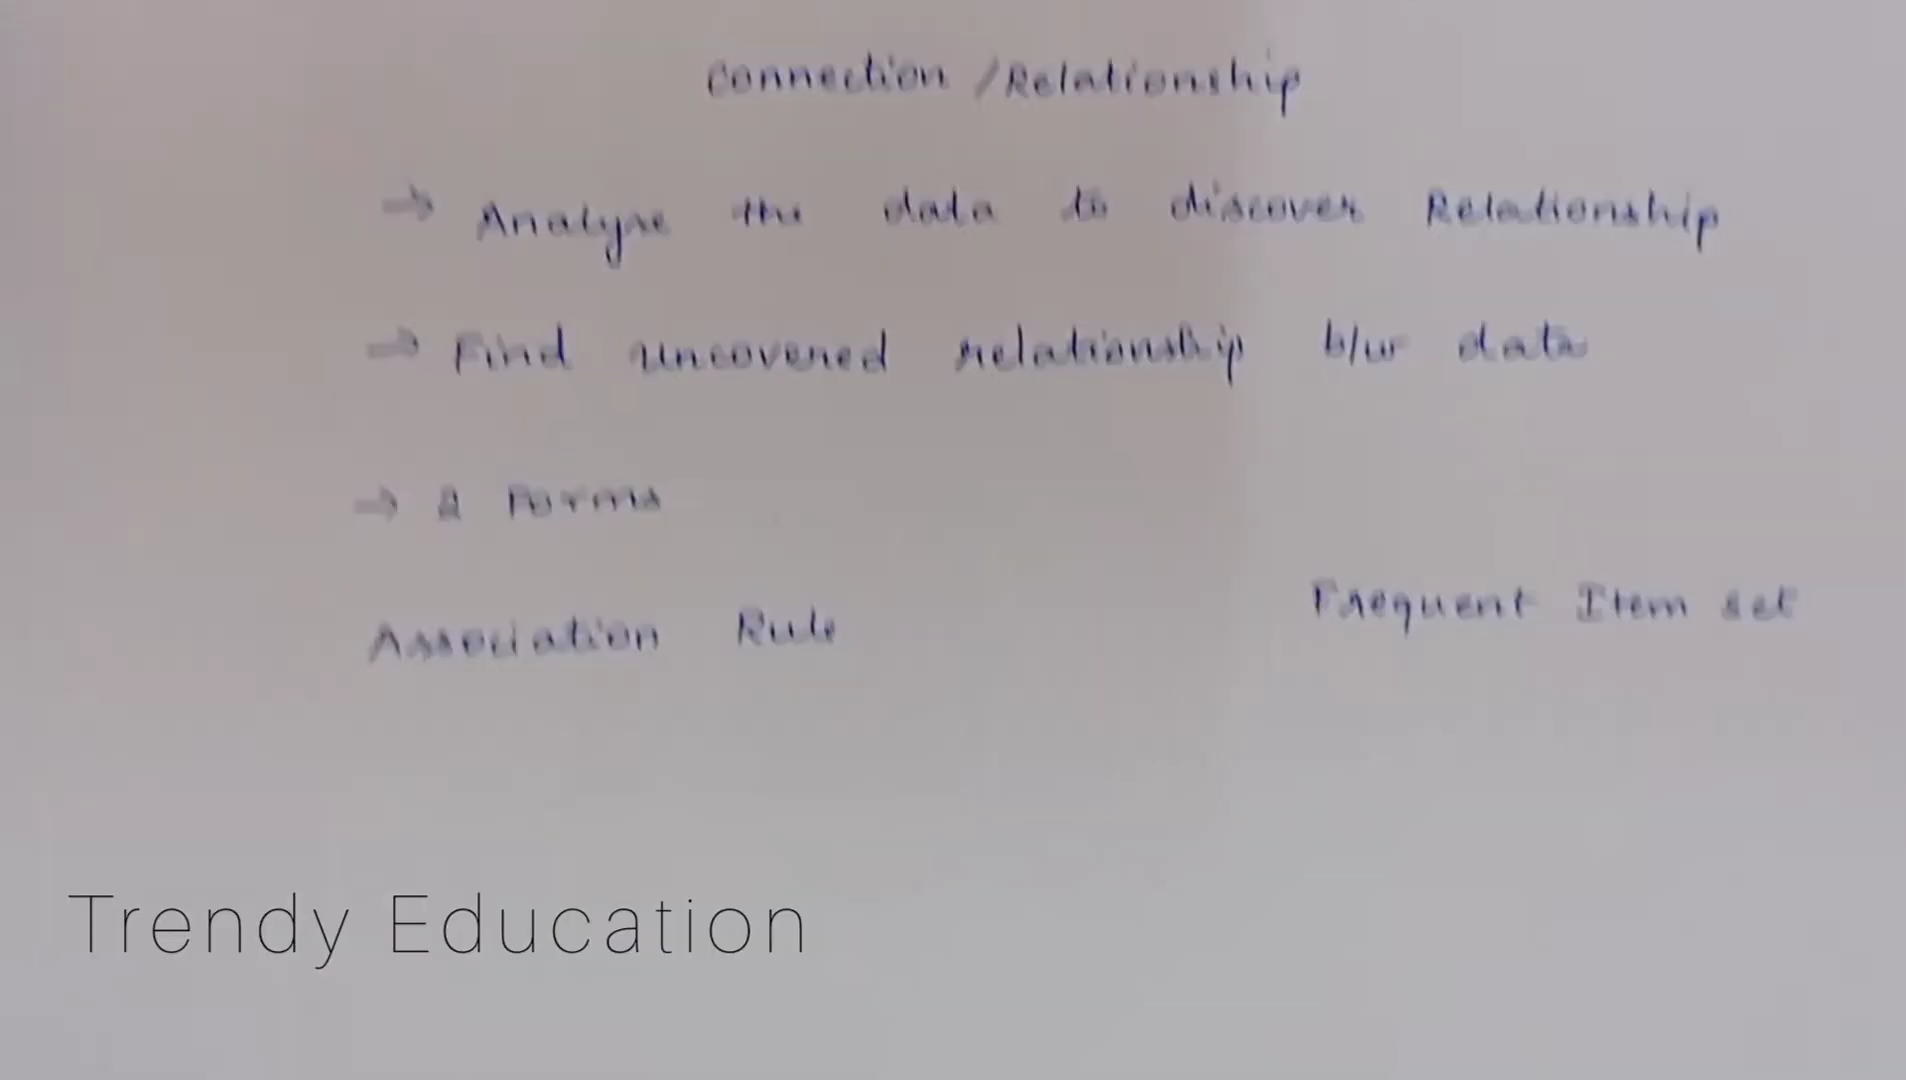 Connection / Relationship
→ Analyse the data to discover Relationship
→ Find uncovered relationship b/w data
→ 2 Forms
Association Rule Frequent Item set
Trendy Education